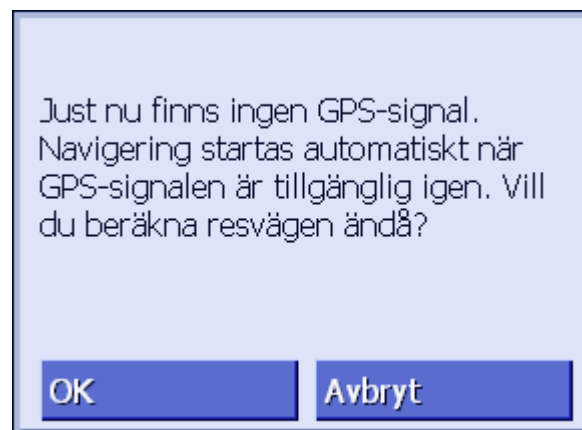 Just nu finns ingen GPS-signal.
Navigering startas automatiskt när
GPS-signalen är tillgänglig igen. Vill
du beräkna resvägen ändå?
OK
Avbryt